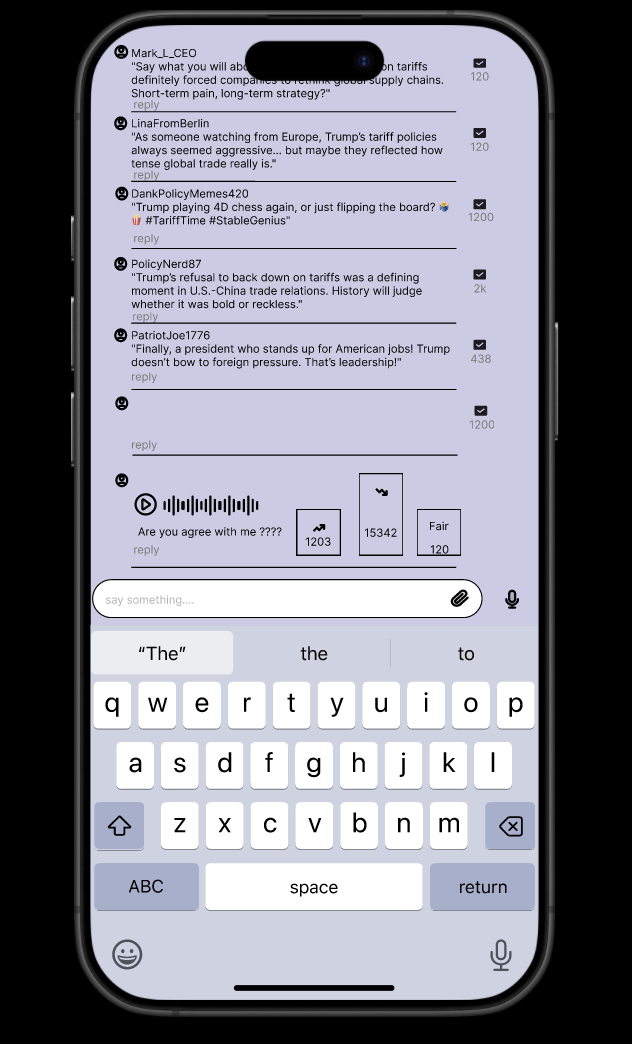 Mark_L_CEO
"Say what you will abo on tariffs
definitely forced companies to rethink global supply chains.
Short-term pain, long-term strategy?"
120
reply
LinaFromBerlin
"As someone watching from Europe, Trump's tariff policies
always seemed aggressive... but maybe they reflected how
tense global trade really is."
120
reply
DankPolicyMemes420
"Trump playing 4D chess again, or just flipping the board? 
#TariffTime #StableGenius"
1200
reply
PolicyNerd87
"Trump's refusal to back down on tariffs was a defining
moment in U.S.-China trade relations. History will judge
whether it was bold or reckless."
2k
reply
PatriotJoe1776
"Finally, a president who stands up for American jobs! Trump
doesn't bow to foreign pressure. That's leadership!"
438
reply
1200
reply
Are you agree with me ????
1203
15342
Fair
120
reply
say something....
"The" the to
q w e r t y u i o p
a s d f g h j k l
z x c v b n m
ABC space return